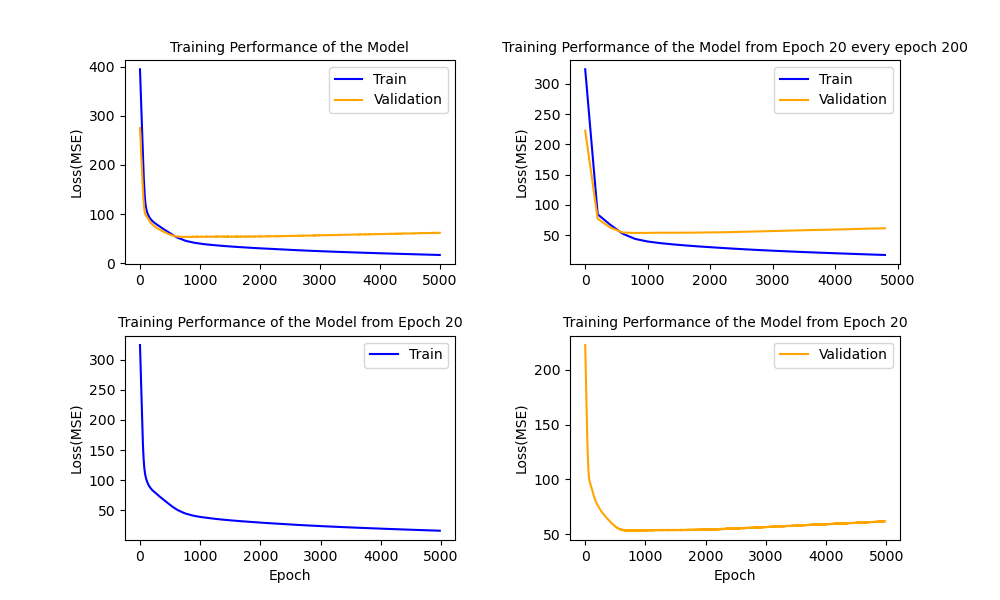 Training Performance of the Model
Loss(MSE)
400
300
200
100
0
0 1000 2000 3000 4000 5000
Train
Validation
Training Performance of the Model from Epoch 20 every epoch 200
Loss(MSE)
300
250
200
150
100
50
0 1000 2000 3000 4000 5000
Train
Validation
Training Performance of the Model from Epoch 20
Loss(MSE)
300
250
200
150
100
50
0 1000 2000 3000 4000 5000
Epoch
Train
Training Performance of the Model from Epoch 20
Loss(MSE)
200
150
100
50
0 1000 2000 3000 4000 5000
Epoch
Validation